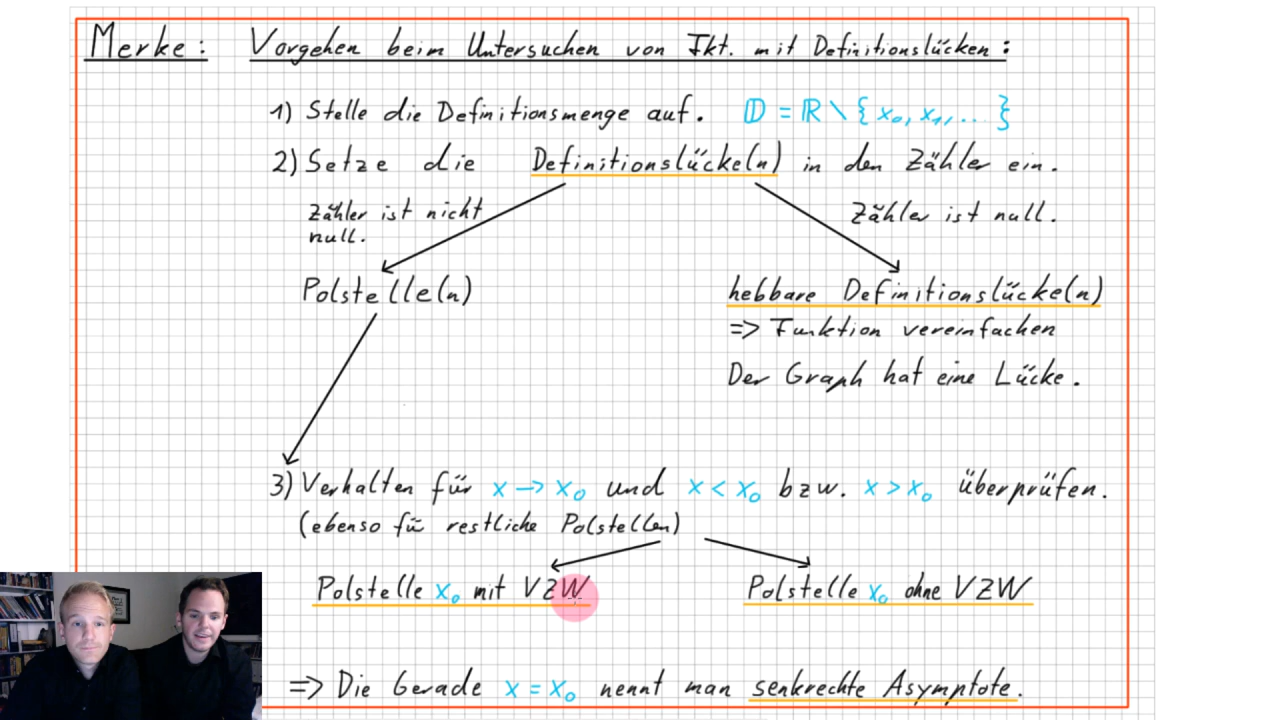 Merke: Vorgehen beim Untersuchen von Fkt. mit Definitionslücken:
1) Stelle die Definitionsmenge auf. 𝔻 = ℝ \ { x₀, x₁, ... }
2) Setze die Definitionslücke(n) in den Zähler ein.
Zähler ist nicht
null.
Zähler ist null.
Polstelle(n)
hebbare Definitionslücke(n)
=> Funktion vereinfachen
Der Graph hat eine Lücke.
3) Verhalten für x → x₀ und x < x₀ bzw. x > x₀ überprüfen.
(ebenso fü restliche Polstellen)
Polstelle x₀ mit VZW
Polstelle x₀ ohne VZW
=> Die Gerade x = x₀ nennt man senkrechte Asymptote.